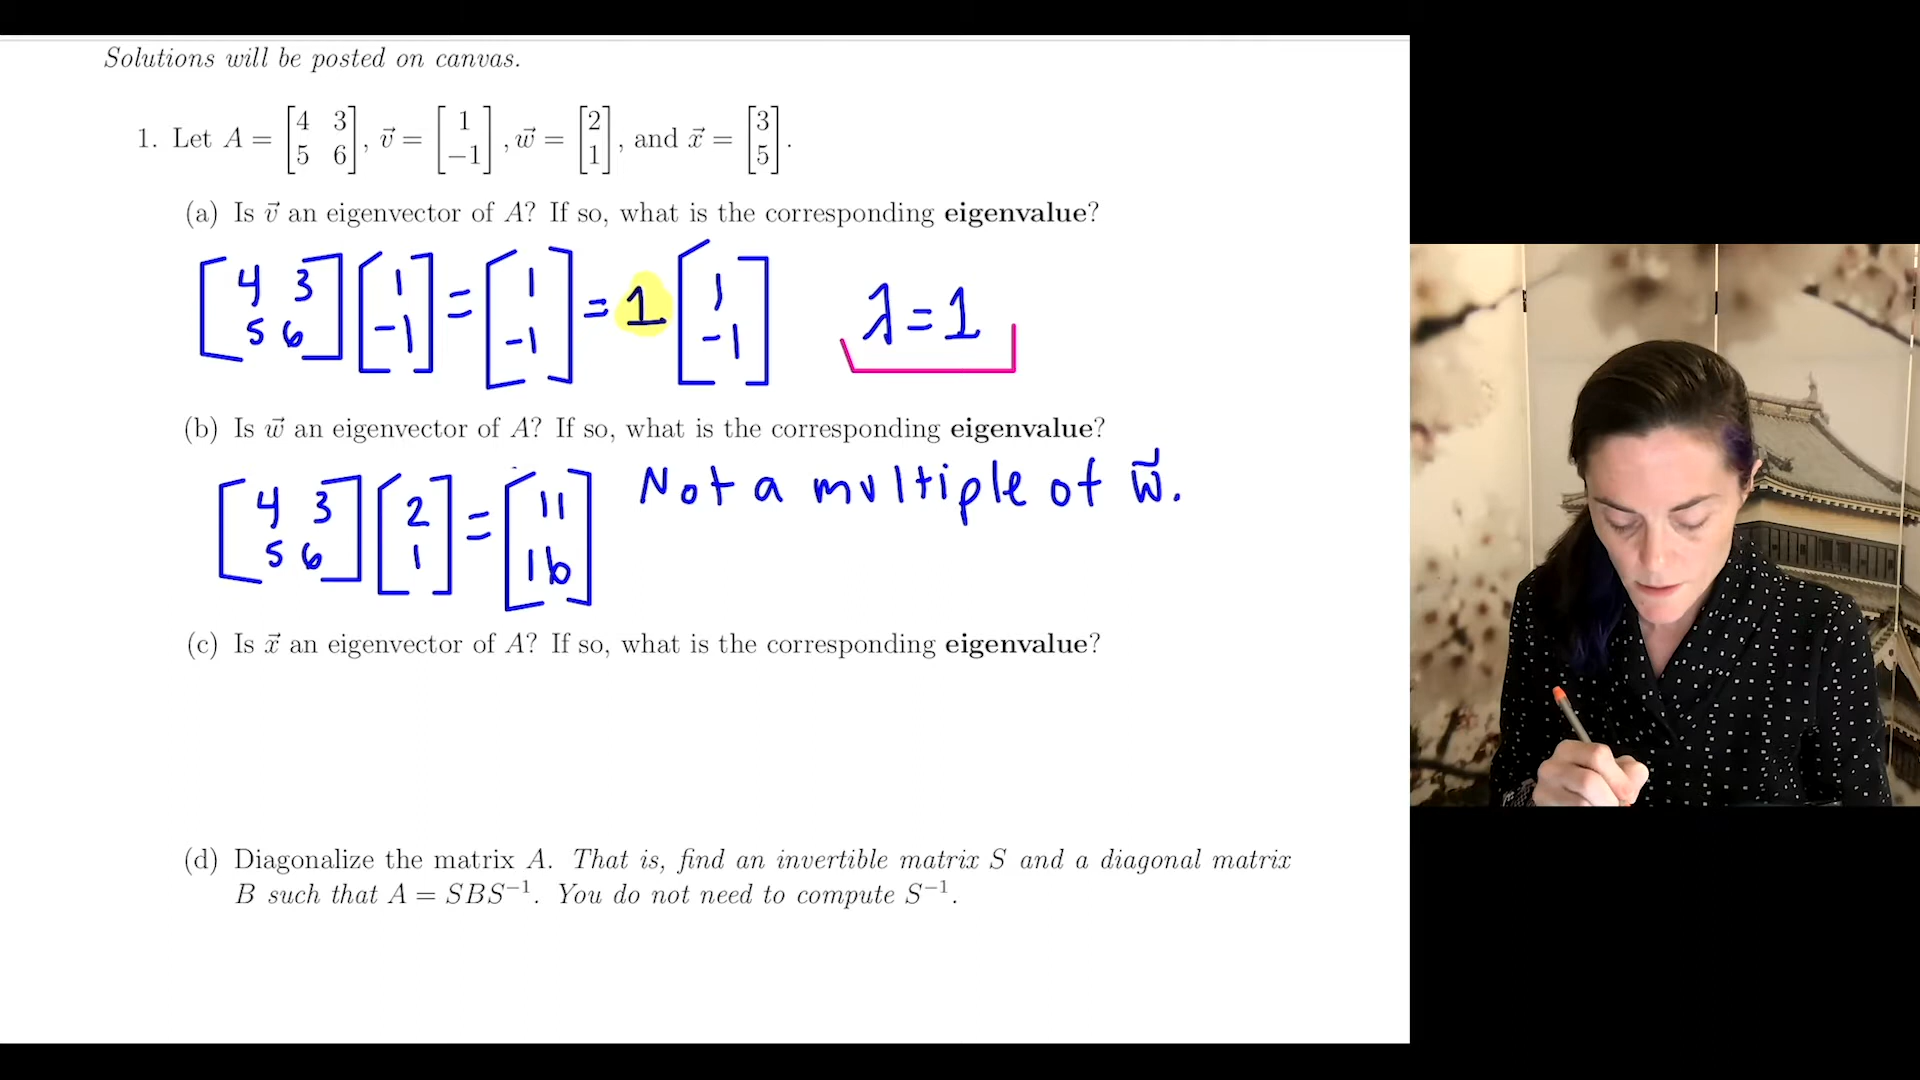 Solutions will be posted on canvas.
1. Let A = [4 3; 5 6], v⃗ = [1; −1], w⃗ = [2; 1], and x⃗ = [3; 5].
(a) Is v⃗ an eigenvector of A? If so, what is the corresponding eigenvalue?
[4 3; 5 6] [1; -1] = [1; -1] = 1 [1; -1] λ = 1
(b) Is w⃗ an eigenvector of A? If so, what is the corresponding eigenvalue?
[4 3; 5 6] [2; 1] = [11; 16] Not a multiple of w⃗.
(c) Is x⃗ an eigenvector of A? If so, what is the corresponding eigenvalue?
(d) Diagonalize the matrix A. That is, find an invertible matrix S and a diagonal matrix
B such that A = SBS⁻¹. You do not need to compute S⁻¹.